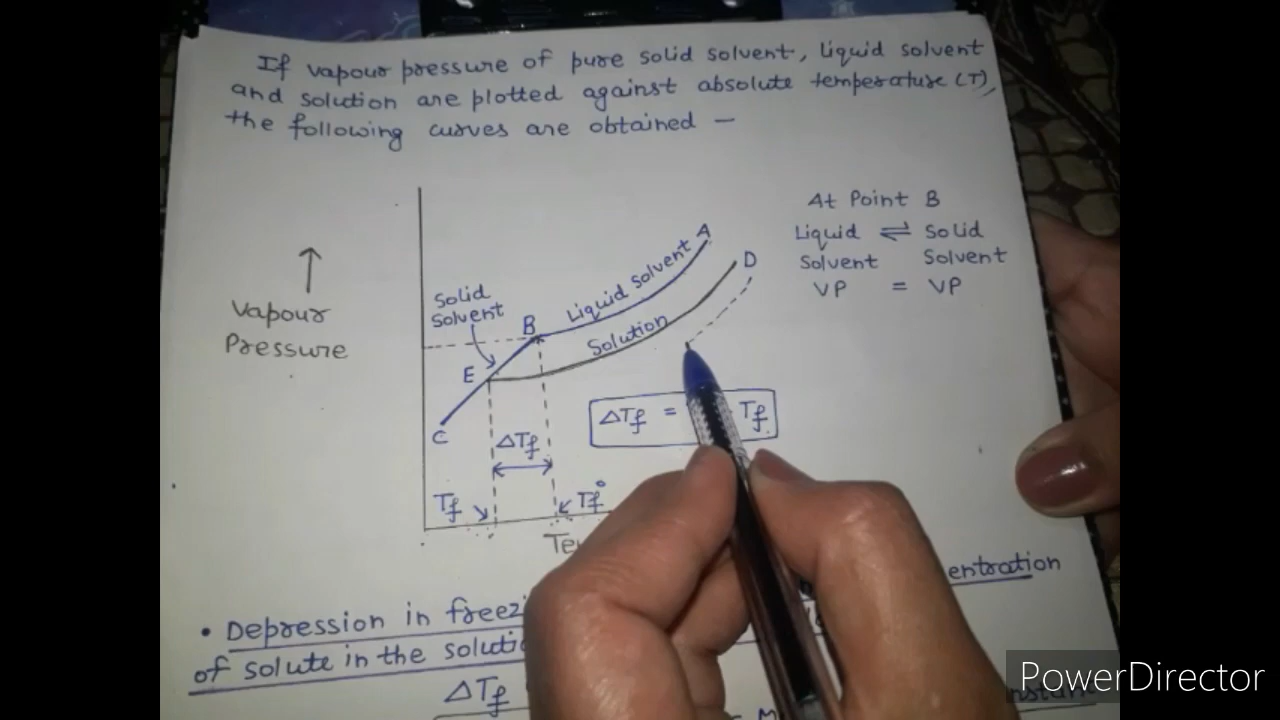 If vapour pressure of pure solid solvent, liquid solvent
and solution are plotted against absolute temperature (T),
the following curves are obtained —
At Point B
Liquid ⇌ Solid
Solvent Solvent
VP = VP
Vapour
Pressure
Solid
Solvent
A
Liquid Solvent
D
B
Solution
E
C
ΔTf
ΔTf = Tf
Tf
Tf°
• Depression in
of solute in the
entration
ΔTf
M
PowerDirector